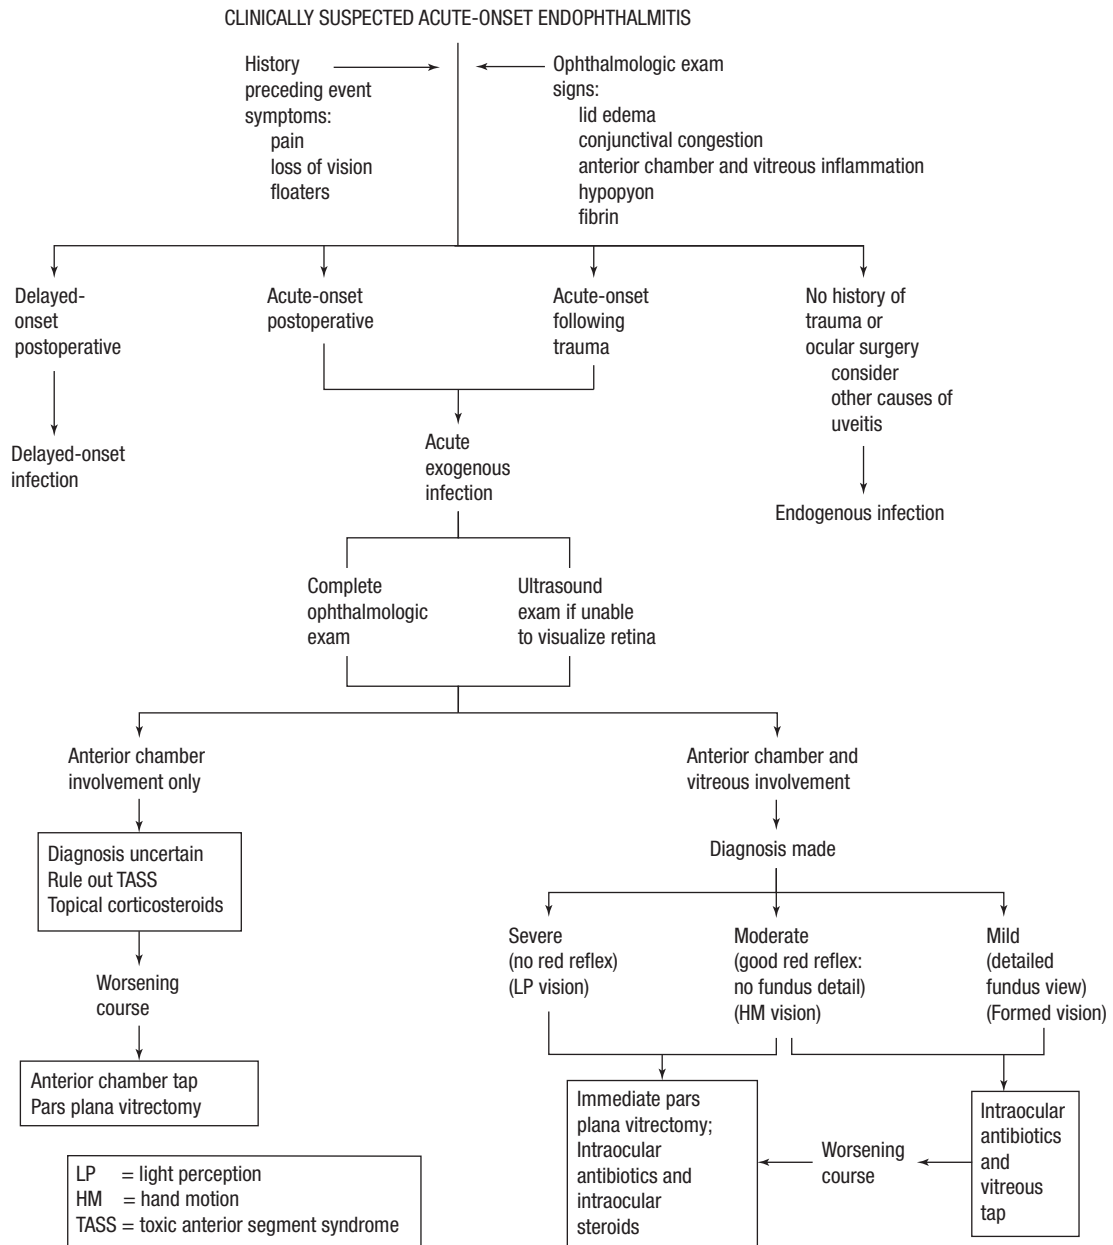 CLINICALLY SUSPECTED ACUTE-ONSET ENDOPHTHALMITIS
History
preceding event
symptoms:
pain
loss of vision
floaters
Ophthalmologic exam
signs:
lid edema
conjunctival congestion
anterior chamber and vitreous inflammation
hypopyon
fibrin
Delayed-
onset
postoperative
Acute-onset
postoperative
Acute-onset
following
trauma
No history of
trauma or
ocular surgery
consider
other causes of
uveitis
Delayed-onset
infection
Acute
exogenous
infection
Endogenous infection
Complete
ophthalmologic
exam
Ultrasound
exam if unable
to visualize retina
Anterior chamber
involvement only
Anterior chamber and
vitreous involvement
Diagnosis uncertain
Rule out TASS
Topical corticosteroids
Diagnosis made
Severe
(no red reflex)
(LP vision)
Moderate
(good red reflex:
no fundus detail)
(HM vision)
Mild
(detailed
fundus view)
(Formed vision)
Worsening
course
Anterior chamber tap
Pars plana vitrectomy
Immediate pars
plana vitrectomy;
Intraocular
antibiotics and
intraocular
steroids
Worsening
course
Intraocular
antibiotics
and
vitreous
tap
LP = light perception
HM = hand motion
TASS = toxic anterior segment syndrome